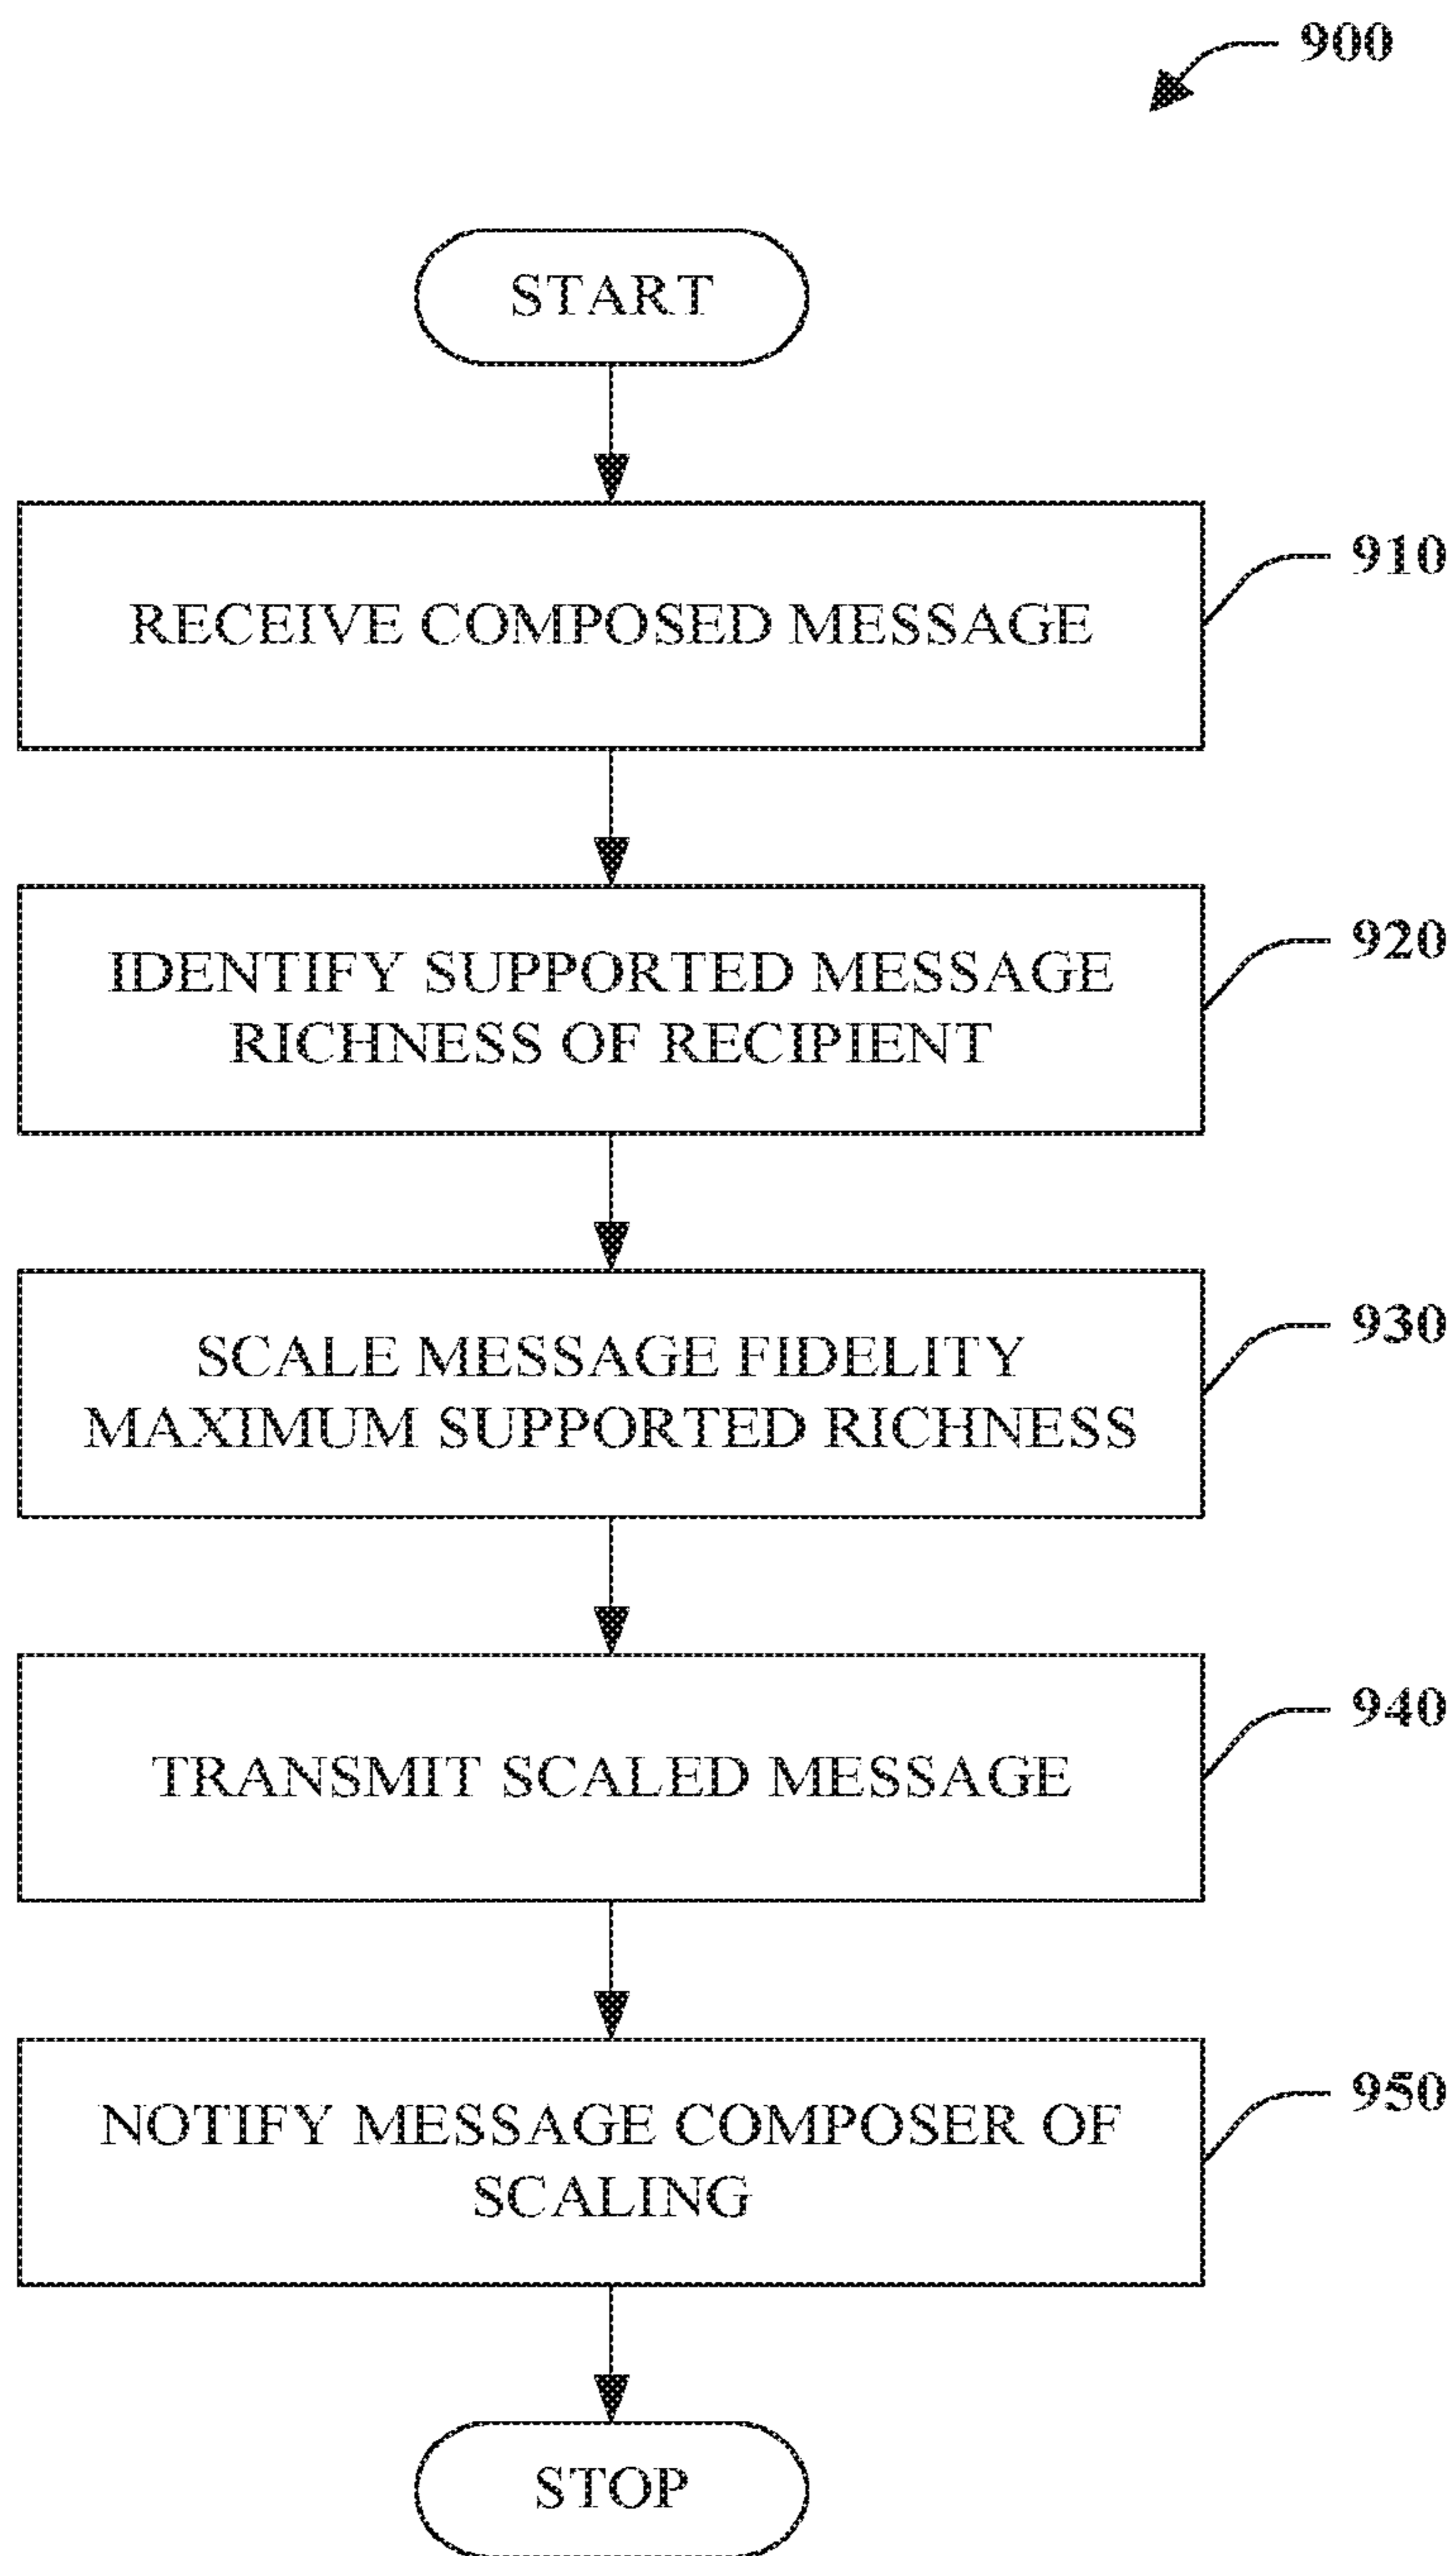 900
START
RECEIVE COMPOSED MESSAGE
910
IDENTIFY SUPPORTED MESSAGE
RICHNESS OF RECIPIENT
920
SCALE MESSAGE FIDELITY
MAXIMUM SUPPORTED RICHNESS
930
TRANSMIT SCALED MESSAGE
940
NOTIFY MESSAGE COMPOSER OF
SCALING
950
STOP